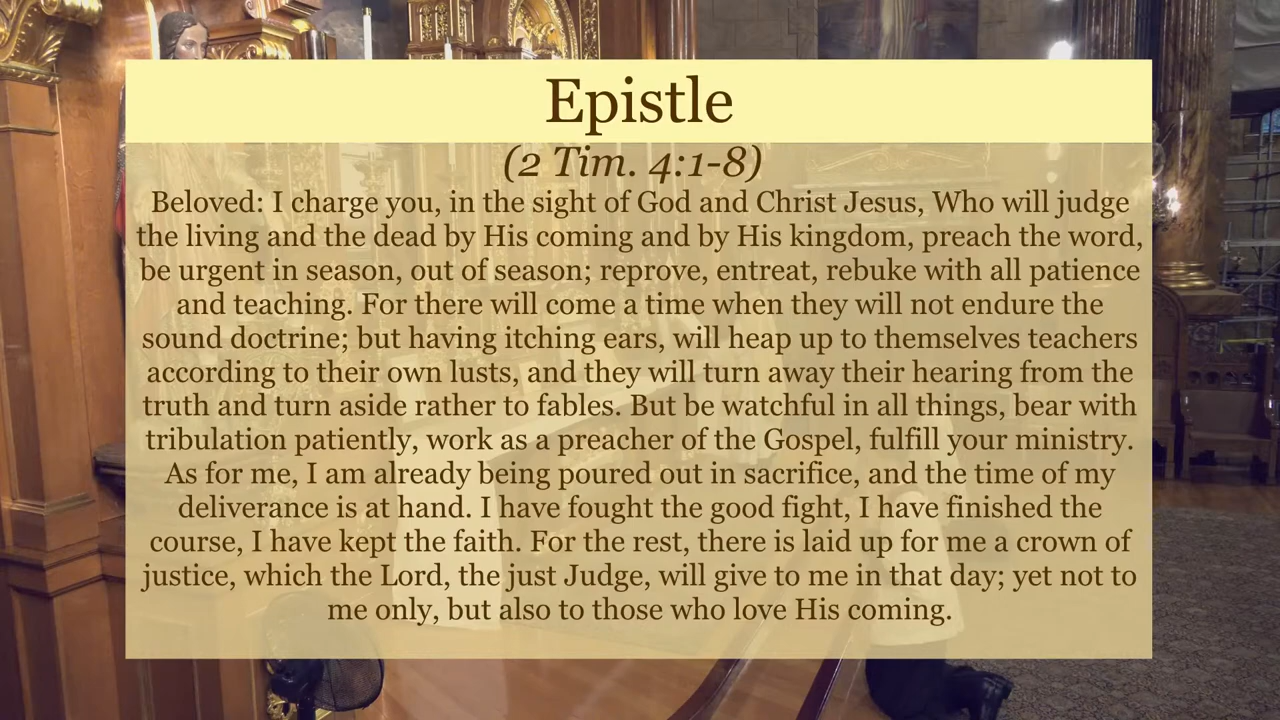 Epistle
(2 Tim. 4:1-8)
Beloved: I charge you, in the sight of God and Christ Jesus, Who will judge
the living and the dead by His coming and by His kingdom, preach the word,
be urgent in season, out of season; reprove, entreat, rebuke with all patience
and teaching. For there will come a time when they will not endure the
sound doctrine; but having itching ears, will heap up to themselves teachers
according to their own lusts, and they will turn away their hearing from the
truth and turn aside rather to fables. But be watchful in all things, bear with
tribulation patiently, work as a preacher of the Gospel, fulfill your ministry.
As for me, I am already being poured out in sacrifice, and the time of my
deliverance is at hand. I have fought the good fight, I have finished the
course, I have kept the faith. For the rest, there is laid up for me a crown of
justice, which the Lord, the just Judge, will give to me in that day; yet not to
me only, but also to those who love His coming.